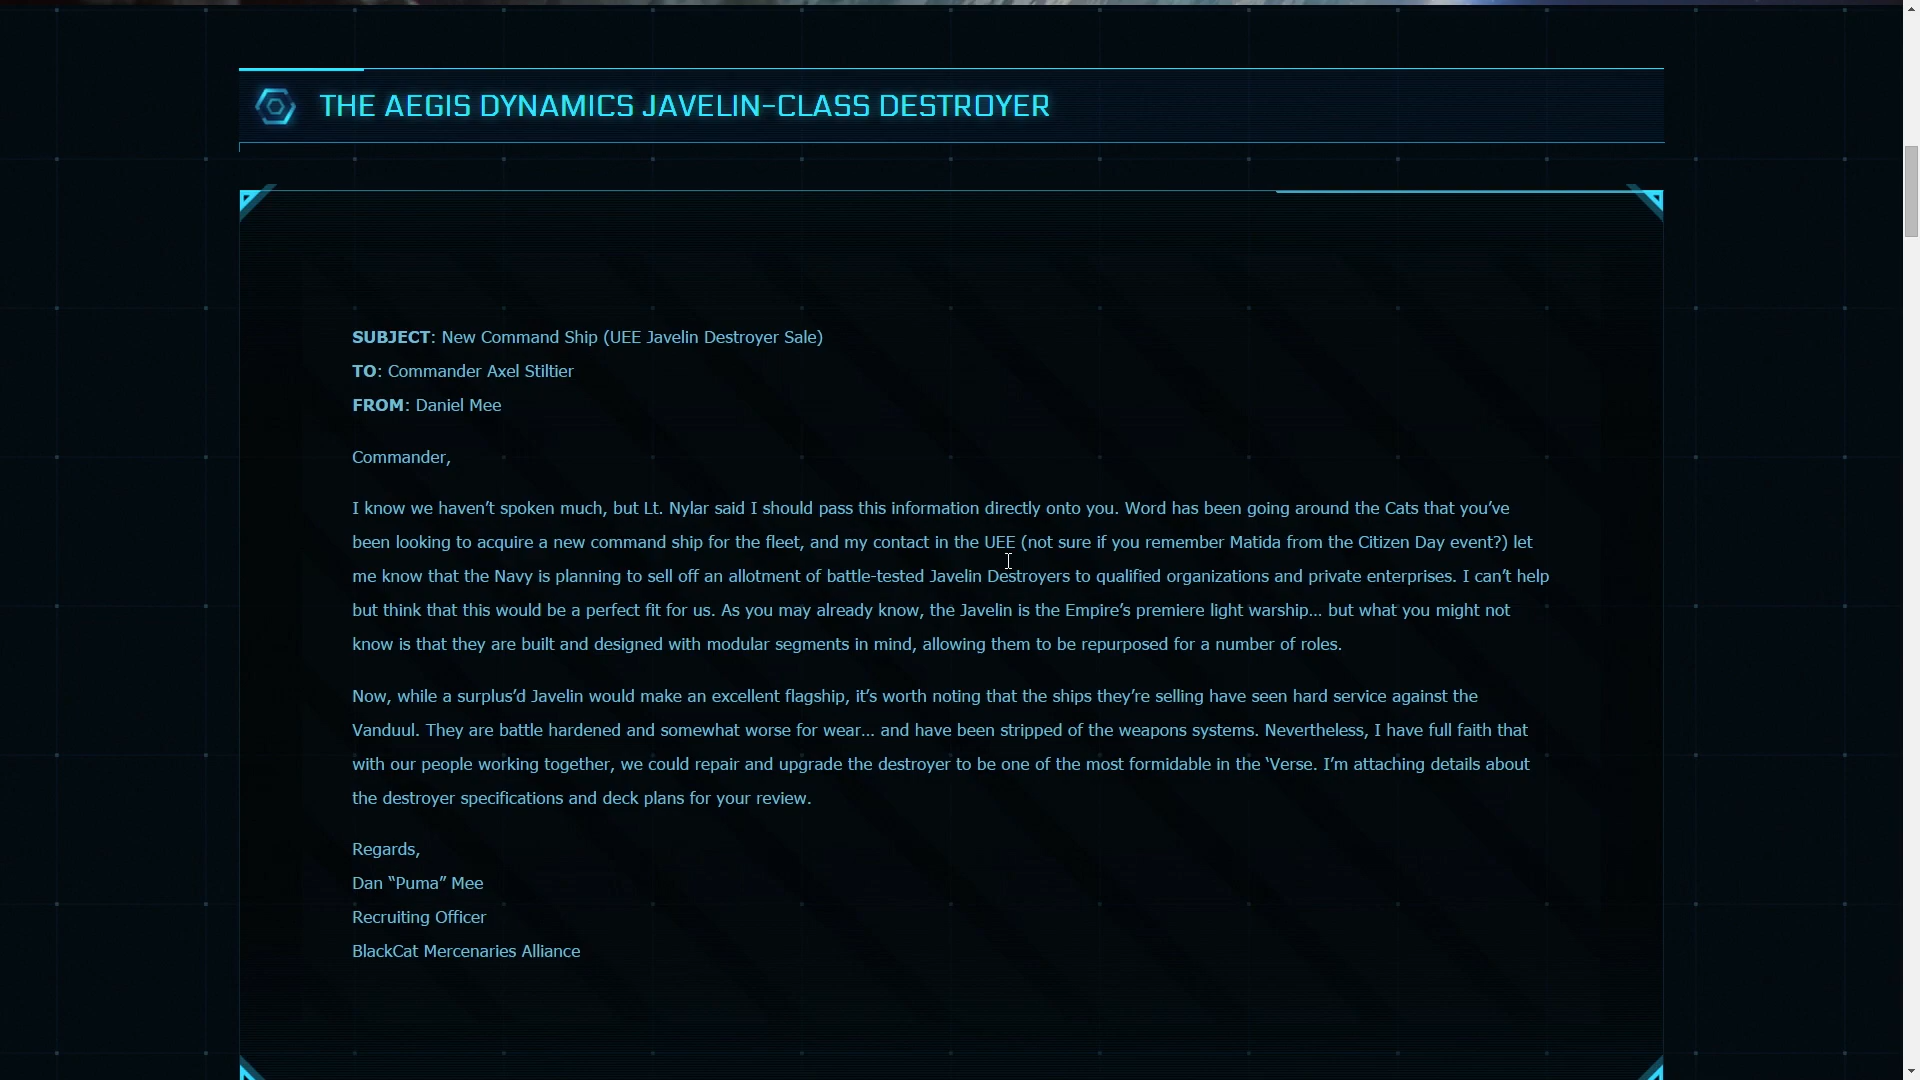 THE AEGIS DYNAMICS JAVELIN-CLASS DESTROYER
SUBJECT: New Command Ship (UEE Javelin Destroyer Sale)
TO: Commander Axel Stiltier
FROM: Daniel Mee
Commander,
I know we haven’t spoken much, but Lt. Nylar said I should pass this information directly onto you. Word has been going around the Cats that you’ve
been looking to acquire a new command ship for the fleet, and my contact in the UEE (not sure if you remember Matida from the Citizen Day event?) let
me know that the Navy is planning to sell off an allotment of battle-tested Javelin Destroyers to qualified organizations and private enterprises. I can’t help
but think that this would be a perfect fit for us. As you may already know, the Javelin is the Empire’s premiere light warship… but what you might not
know is that they are built and designed with modular segments in mind, allowing them to be repurposed for a number of roles.
Now, while a surplus’d Javelin would make an excellent flagship, it’s worth noting that the ships they’re selling have seen hard service against the
Vanduul. They are battle hardened and somewhat worse for wear… and have been stripped of the weapons systems. Nevertheless, I have full faith that
with our people working together, we could repair and upgrade the destroyer to be one of the most formidable in the ‘Verse. I’m attaching details about
the destroyer specifications and deck plans for your review.
Regards,
Dan “Puma” Mee
Recruiting Officer
BlackCat Mercenaries Alliance